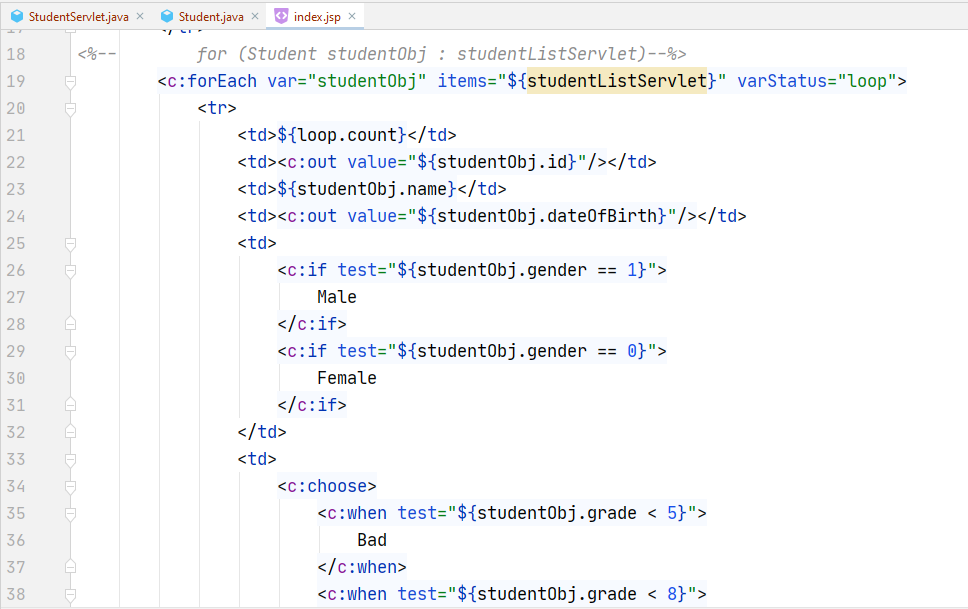 StudentServlet.java × Student.java × index.jsp ×
17 </tr>
18 <%-- for (Student studentObj : studentListServlet)--%>
19 <c:forEach var="studentObj" items="${studentListServlet}" varStatus="loop">
20 <tr>
21 <td>${loop.count}</td>
22 <td><c:out value="${studentObj.id}"/></td>
23 <td>${studentObj.name}</td>
24 <td><c:out value="${studentObj.dateOfBirth}"/></td>
25 <td>
26 <c:if test="${studentObj.gender == 1}">
27 Male
28 </c:if>
29 <c:if test="${studentObj.gender == 0}">
30 Female
31 </c:if>
32 </td>
33 <td>
34 <c:choose>
35 <c:when test="${studentObj.grade < 5}">
36 Bad
37 </c:when>
38 <c:when test="${studentObj.grade < 8}">